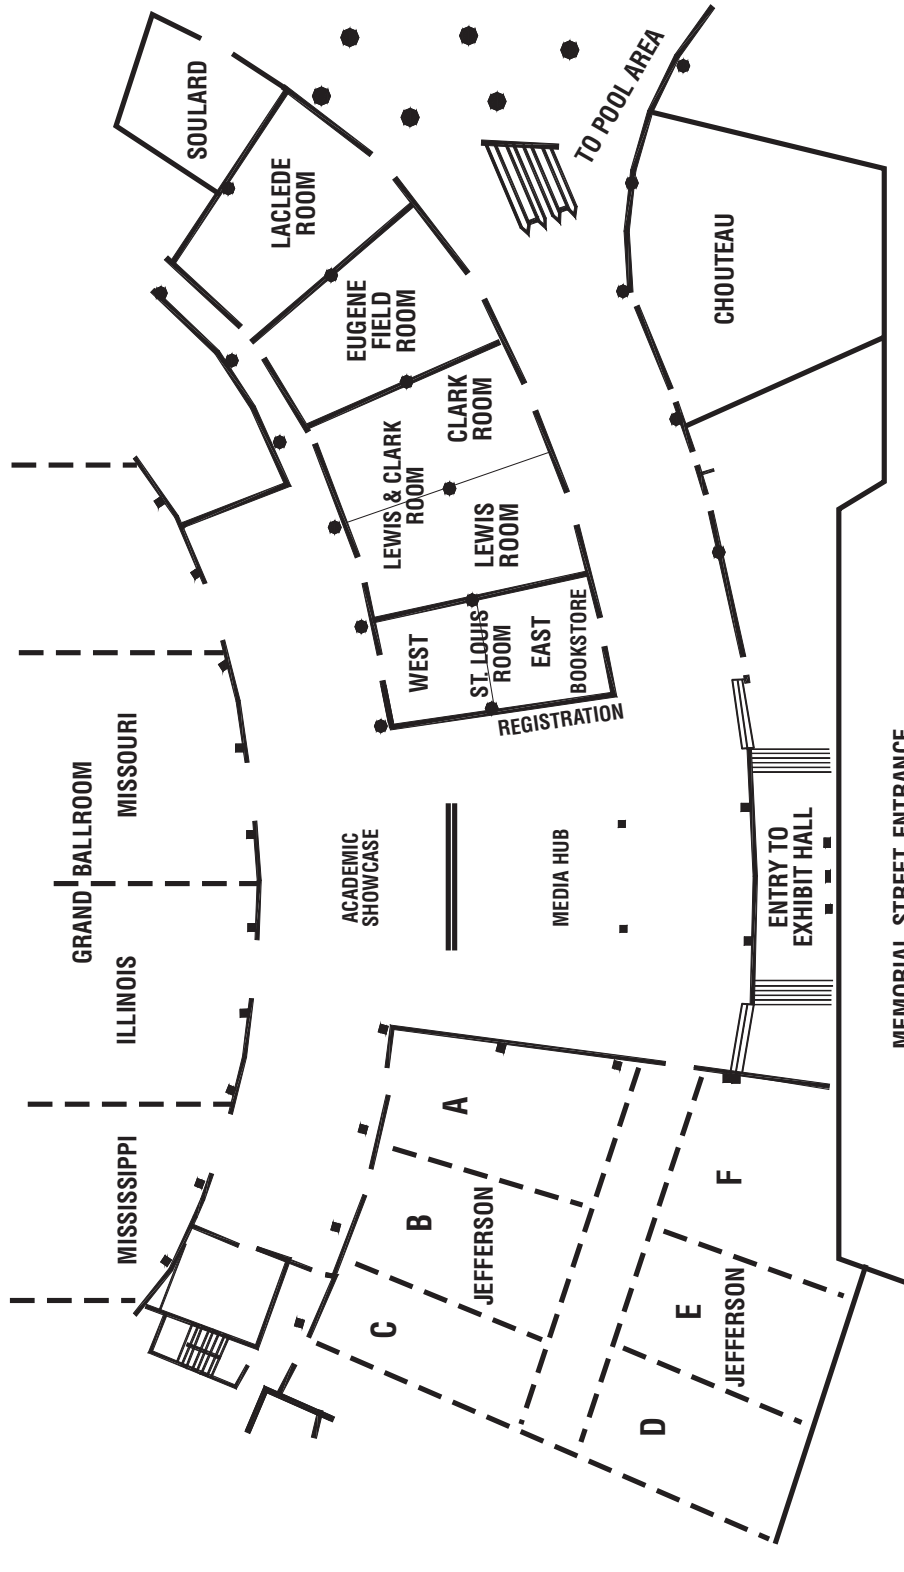 SOULARD
LACLEDE
ROOM
TO POOL AREA
EUGENE
FIELD
ROOM
CHOUTEAU
CLARK
ROOM
LEWIS & CLARK
ROOM
LEWIS
ROOM
WEST
ST. LOUIS
ROOM
EAST
BOOKSTORE
REGISTRATION
GRAND BALLROOM
MISSOURI
ILLINOIS
MISSISSIPPI
ACADEMIC
SHOWCASE
MEDIA HUB
ENTRY TO
EXHIBIT HALL
MEMORIAL STREET ENTRANCE
A
B
JEFFERSON
C
F
E
JEFFERSON
D